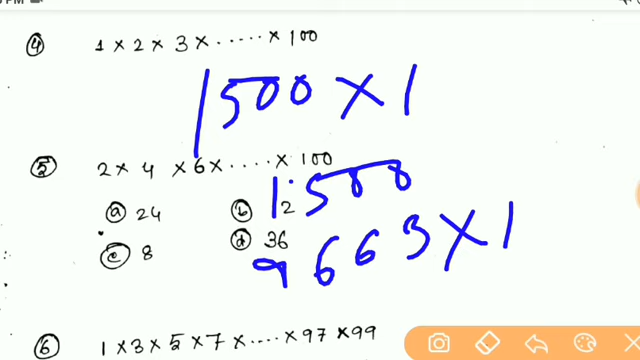 ④ 1 × 2 × 3 × ..... × 100
1500 × 1
⑤ 2 × 4 × 6 × ..... × 100
1500
ⓐ 24 ⓑ 12
ⓒ 8 ⓓ 36
9663 × 1
⑥ 1 × 3 × 5 × 7 × ..... × 97 × 99